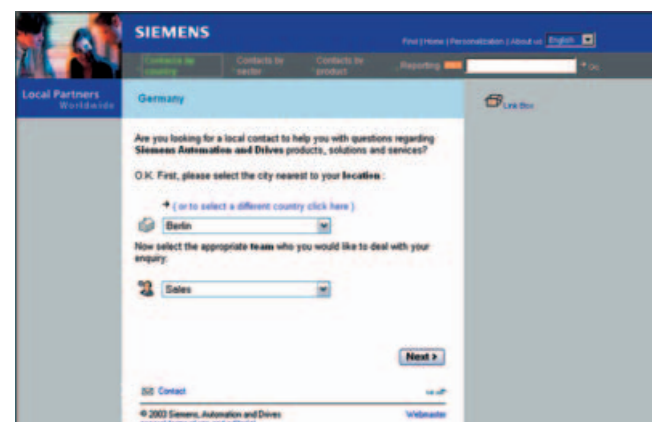 SIEMENS
Find | Home | Personalization | About us English
Contacts by country
Contacts by sector
Contacts by product
Reporting
Local Partners
Worldwide
Germany
Link Box
Are you looking for a local contact to help you with questions regarding
Siemens Automation and Drives products, solutions and services?
O.K. First, please select the city nearest to your location :
( or to select a different country click here )
Berlin
Now select the appropriate team who you would like to deal with your
enquiry:
Sales
Next >
Contact
© 2003 Siemens, Automation and Drives
Webmaster